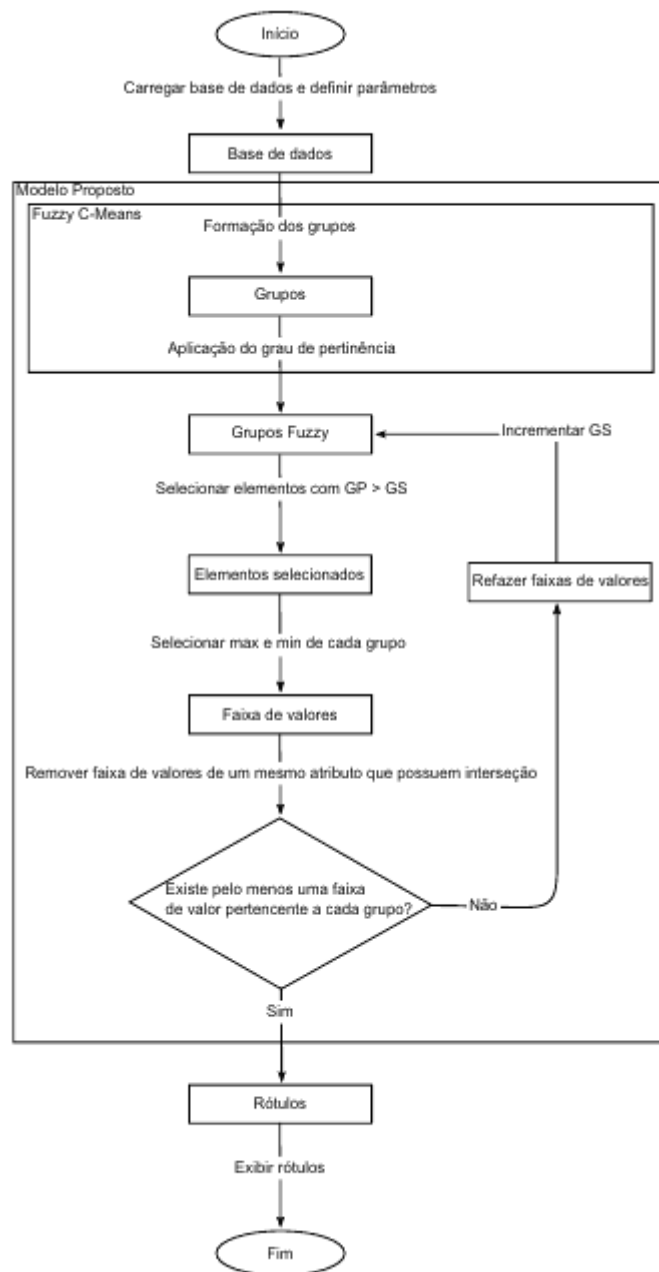 Início
Carregar base de dados e definir parâmetros
Base de dados
Modelo Proposto
Fuzzy C-Means
Formação dos grupos
Grupos
Aplicação do grau de pertinência
Grupos Fuzzy
Incrementar GS
Selecionar elementos com GP > GS
Elementos selecionados
Refazer faixas de valores
Selecionar max e min de cada grupo
Faixa de valores
Remover faixa de valores de um mesmo atributo que possuem interseção
Existe pelo menos uma faixa
de valor pertencente a cada grupo?
Não
Sim
Rótulos
Exibir rótulos
Fim